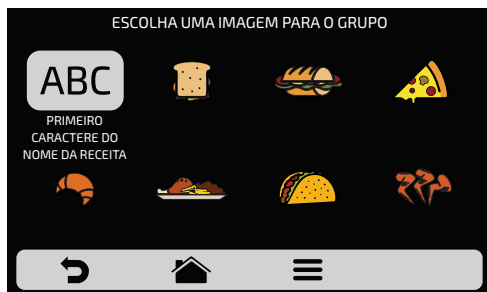 ESCOLHA UMA IMAGEM PARA O GRUPO
ABC
PRIMEIRO
CARACTERE DO
NOME DA RECEITA